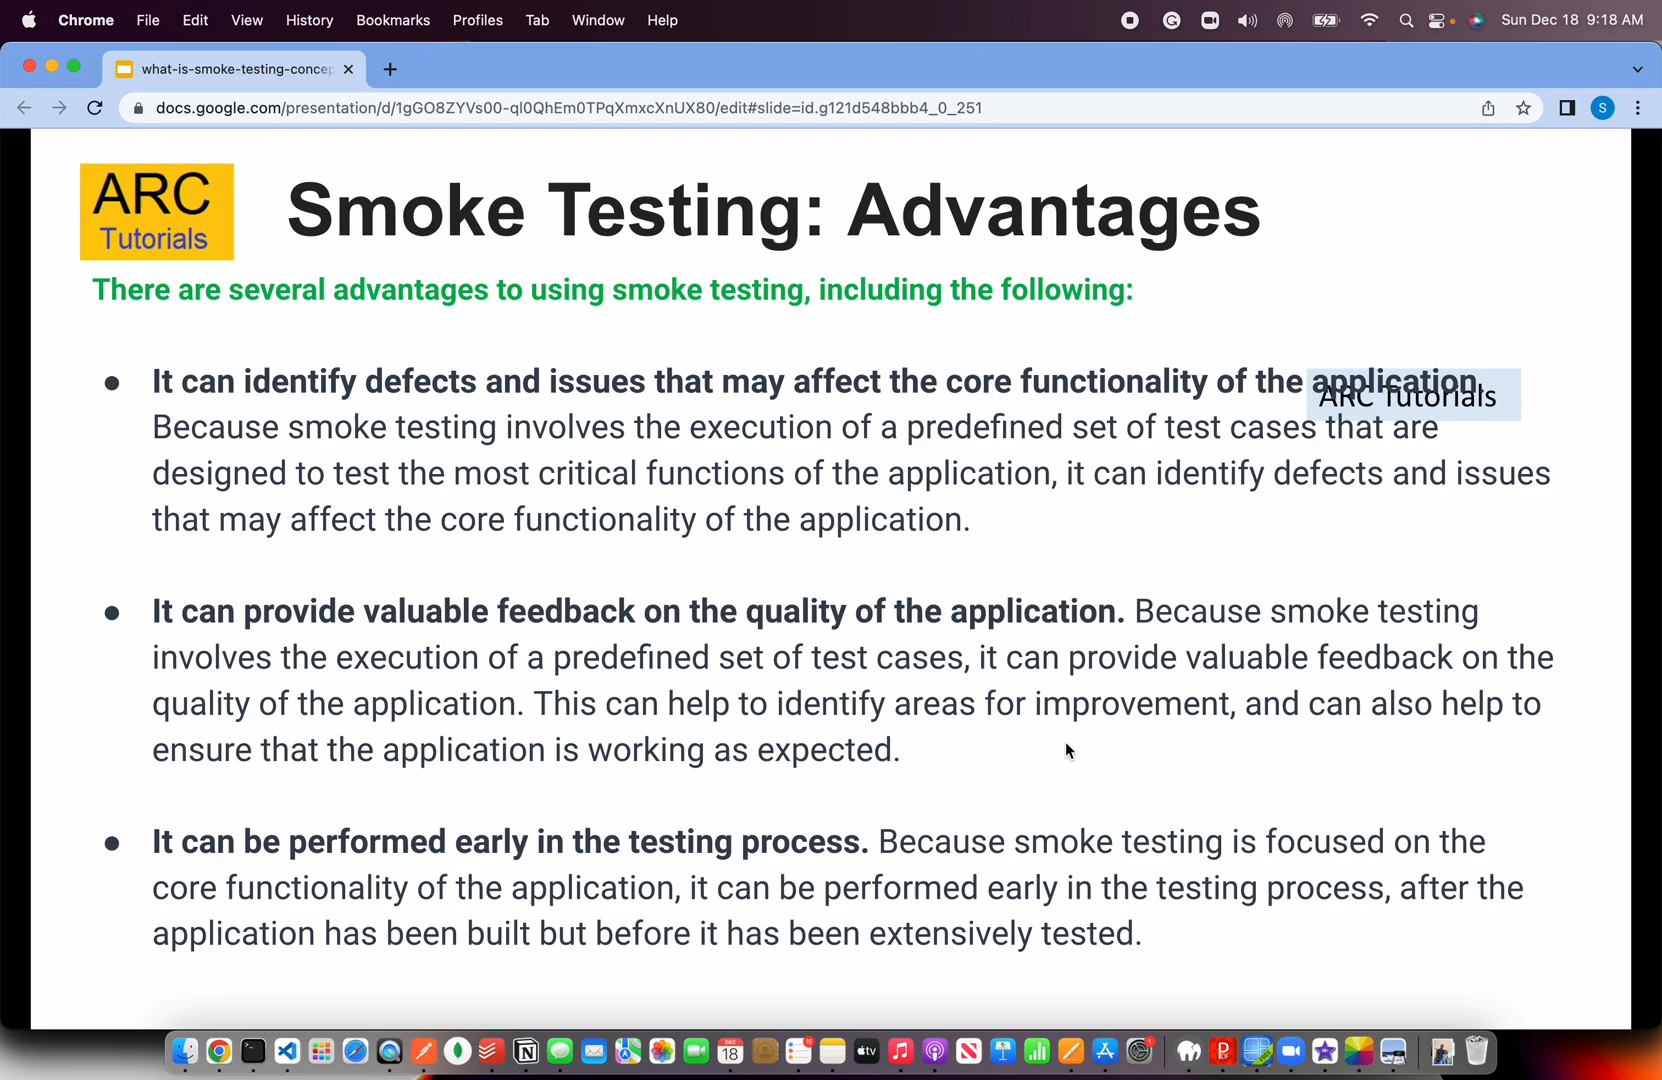 Chrome File Edit View History Bookmarks Profiles Tab Window Help Sun Dec 18 9:18 AM
what-is-smoke-testing-concep
docs.google.com/presentation/d/1gGO8ZYVs00-ql0QhEm0TPqXmxcXnUX80/edit#slide=id.g121d548bbb4_0_251 S
ARC
Tutorials
Smoke Testing: Advantages
There are several advantages to using smoke testing, including the following:
● It can identify defects and issues that may affect the core functionality of the application.
ARC Tutorials
Because smoke testing involves the execution of a predefined set of test cases that are
designed to test the most critical functions of the application, it can identify defects and issues
that may affect the core functionality of the application.
● It can provide valuable feedback on the quality of the application. Because smoke testing
involves the execution of a predefined set of test cases, it can provide valuable feedback on the
quality of the application. This can help to identify areas for improvement, and can also help to
ensure that the application is working as expected.
● It can be performed early in the testing process. Because smoke testing is focused on the
core functionality of the application, it can be performed early in the testing process, after the
application has been built but before it has been extensively tested.
DEC
18
tv